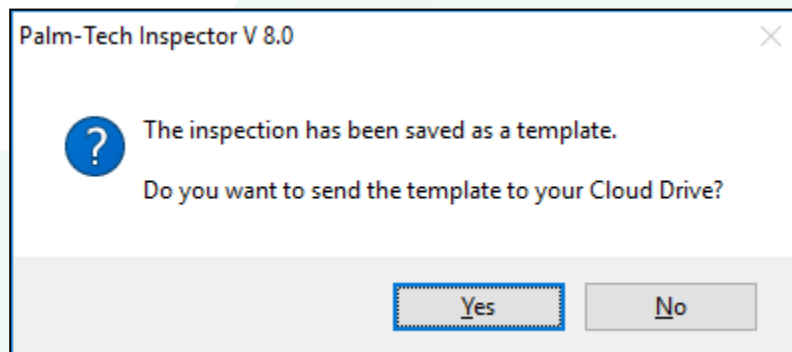 Palm-Tech Inspector V 8.0
The inspection has been saved as a template.
Do you want to send the template to your Cloud Drive?
Yes
No